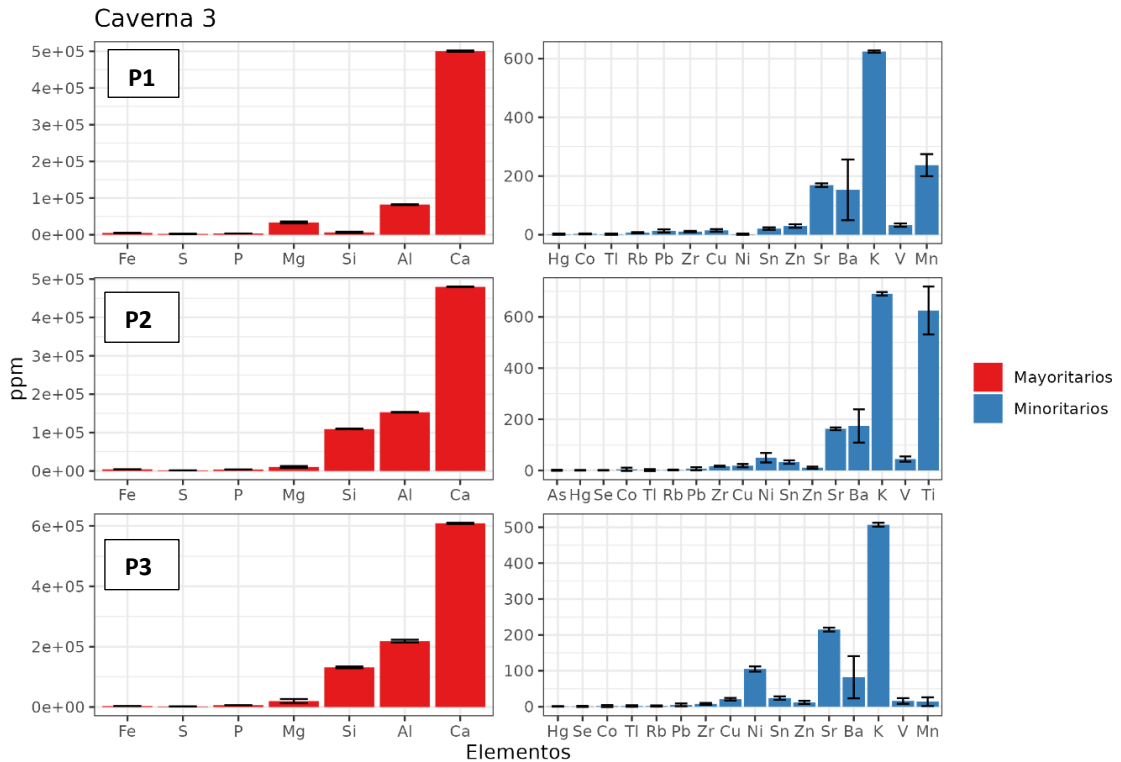 Caverna 3
P1
5e+05
4e+05
3e+05
2e+05
1e+05
0e+00
Fe S P Mg Si Al Ca
600
400
200
0
Hg Co Tl Rb Pb Zr Cu Ni Sn Zn Sr Ba K V Mn
P2
5e+05
4e+05
3e+05
2e+05
1e+05
0e+00
Fe S P Mg Si Al Ca
600
400
200
0
As Hg Se Co Tl Rb Pb Zr Cu Ni Sn Zn Sr Ba K V Ti
P3
6e+05
4e+05
2e+05
0e+00
Fe S P Mg Si Al Ca
500
400
300
200
100
0
Hg Se Co Tl Rb Pb Zr Cu Ni Sn Zn Sr Ba K V Mn
ppm
Elementos
Mayoritarios
Minoritarios